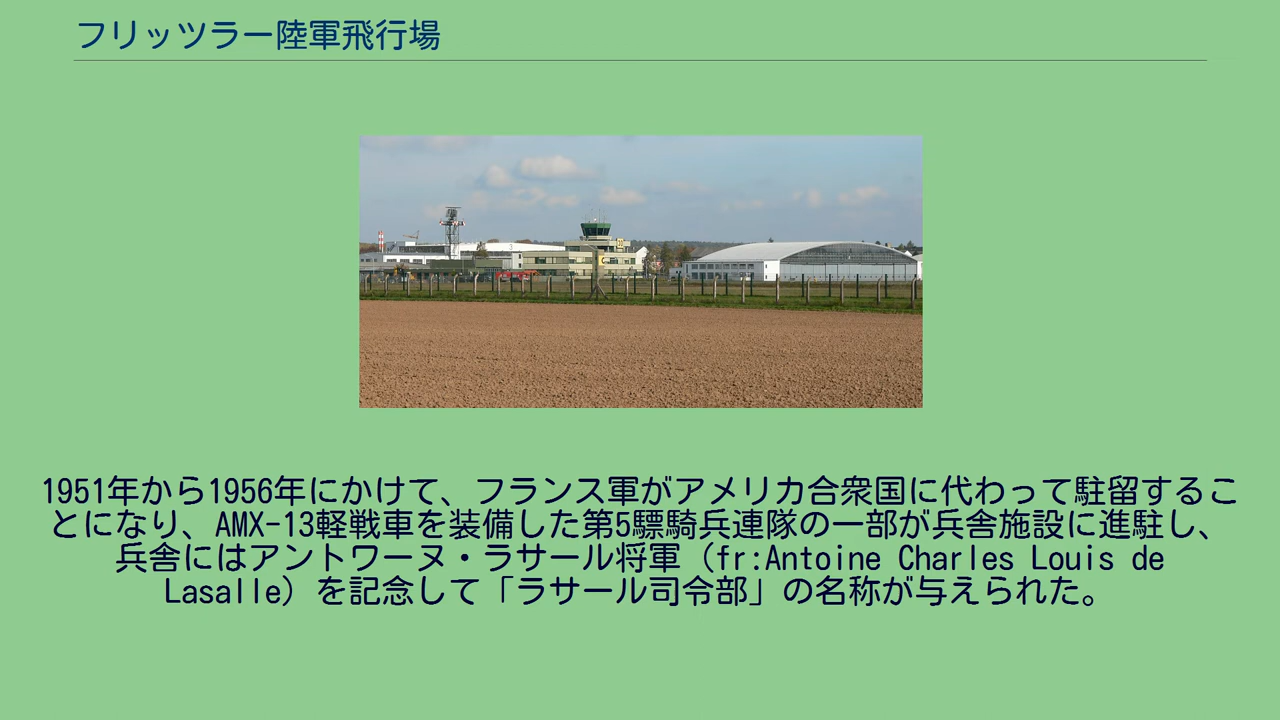 フリッツラー陸軍飛行場
1951年から1956年にかけて、フランス軍がアメリカ合衆国に代わって駐留するこ
とになり、AMX-13軽戦車を装備した第5驃騎兵連隊の一部が兵舎施設に進駐し、
兵舎にはアントワーヌ・ラサール将軍（fr:Antoine Charles Louis de
Lasalle）を記念して「ラサール司令部」の名称が与えられた。